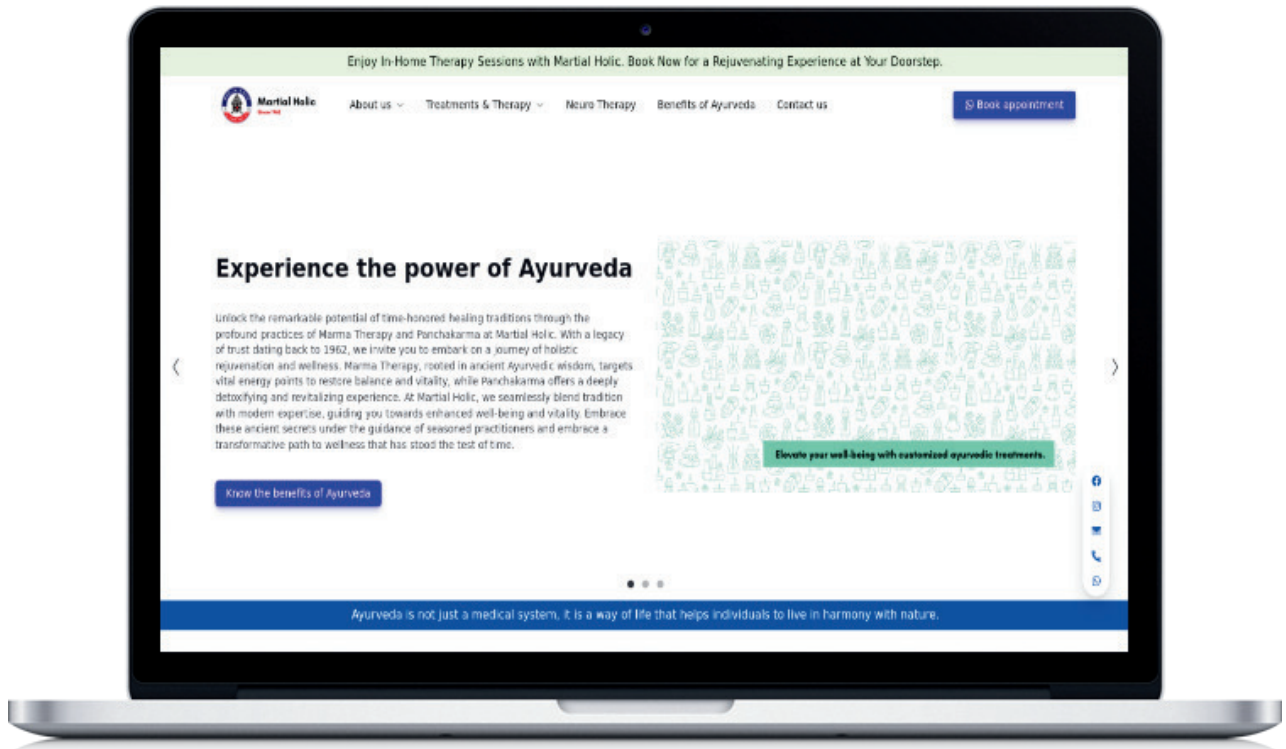 Enjoy In-Home Therapy Sessions with Martial Holic. Book Now for a Rejuvenating Experience at Your Doorstep.
Martial Holic
About us
Treatments & Therapy
Neuro Therapy
Benefits of Ayurveda
Contact us
Book appointment
Experience the power of Ayurveda
Unlock the remarkable potential of time-honored healing traditions through the
profound practices of Marma Therapy and Panchakarma at Martial Holic. With a legacy
of trust dating back to 1962, we invite you to embark on a journey of holistic
rejuvenation and wellness. Marma Therapy, rooted in ancient Ayurvedic wisdom, targets
vital energy points to restore balance and vitality, while Panchakarma offers a deeply
detoxifying and revitalizing experience. At Martial Holic, we seamlessly blend tradition
with modern expertise, guiding you towards enhanced well-being and vitality. Embrace
these ancient secrets under the guidance of seasoned practitioners and embrace a
transformative path to wellness that has stood the test of time.
Know the benefits of Ayurveda
Elevate your well-being with customized ayurvedic treatments.
Ayurveda is not just a medical system, it is a way of life that helps individuals to live in harmony with nature.